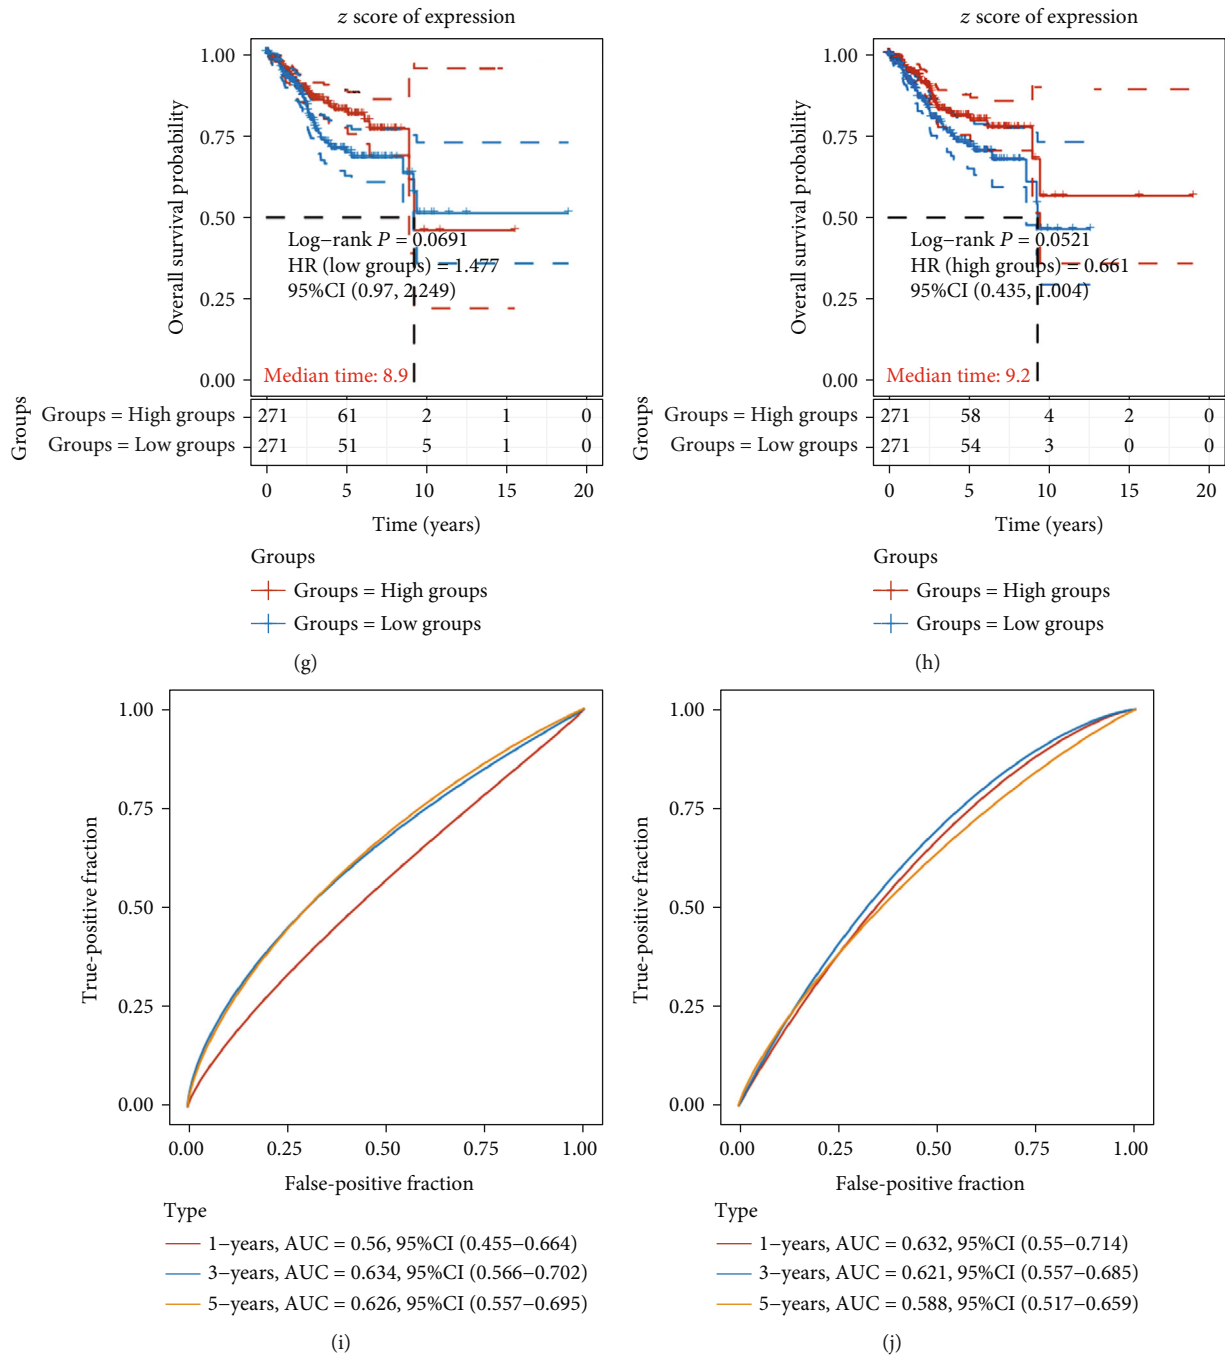 z score of expression
Overall survival probability
1.00
0.75
0.50
0.25
0.00
Log−rank P = 0.0691
HR (low groups) = 1.477
95%CI (0.97, 2.249)
Median time: 8.9
Groups
Groups = High groups 271 61 2 1 0
Groups = Low groups 271 51 5 1 0
0 5 10 15 20
Time (years)
Groups
Groups = High groups
Groups = Low groups
(g)
z score of expression
Overall survival probability
1.00
0.75
0.50
0.25
0.00
Log−rank P = 0.0521
HR (high groups) = 0.661
95%CI (0.435, 1.004)
Median time: 9.2
Groups
Groups = High groups 271 58 4 2 0
Groups = Low groups 271 54 3 0 0
0 5 10 15 20
Time (years)
Groups
Groups = High groups
Groups = Low groups
(h)
True-positive fraction
1.00
0.75
0.50
0.25
0.00
0.00 0.25 0.50 0.75 1.00
False-positive fraction
Type
1−years, AUC = 0.56, 95%CI (0.455−0.664)
3−years, AUC = 0.634, 95%CI (0.566−0.702)
5−years, AUC = 0.626, 95%CI (0.557−0.695)
(i)
True-positive fraction
1.00
0.75
0.50
0.25
0.00
0.00 0.25 0.50 0.75 1.00
False-positive fraction
Type
1−years, AUC = 0.632, 95%CI (0.55−0.714)
3−years, AUC = 0.621, 95%CI (0.557−0.685)
5−years, AUC = 0.588, 95%CI (0.517−0.659)
(j)